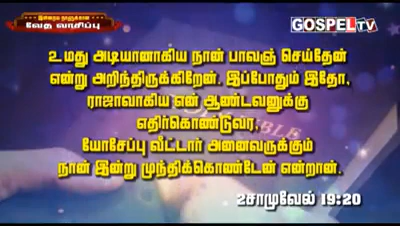 இன்றைய நாளுக்கான
வேத வாசிப்பு
GOSPEL TV
உமது அடியானாகிய நான் பாவஞ் செய்தேன்
என்று அறிந்திருக்கிறேன். இப்போதும் இதோ,
ராஜாவாகிய என் ஆண்டவனுக்கு
எதிர்கொண்டுவர,
யோசேப்பு வீட்டார் அனைவருக்கும்
நான் இன்று முந்திக்கொண்டேன் என்றான்.
2சாமுவேல் 19:20